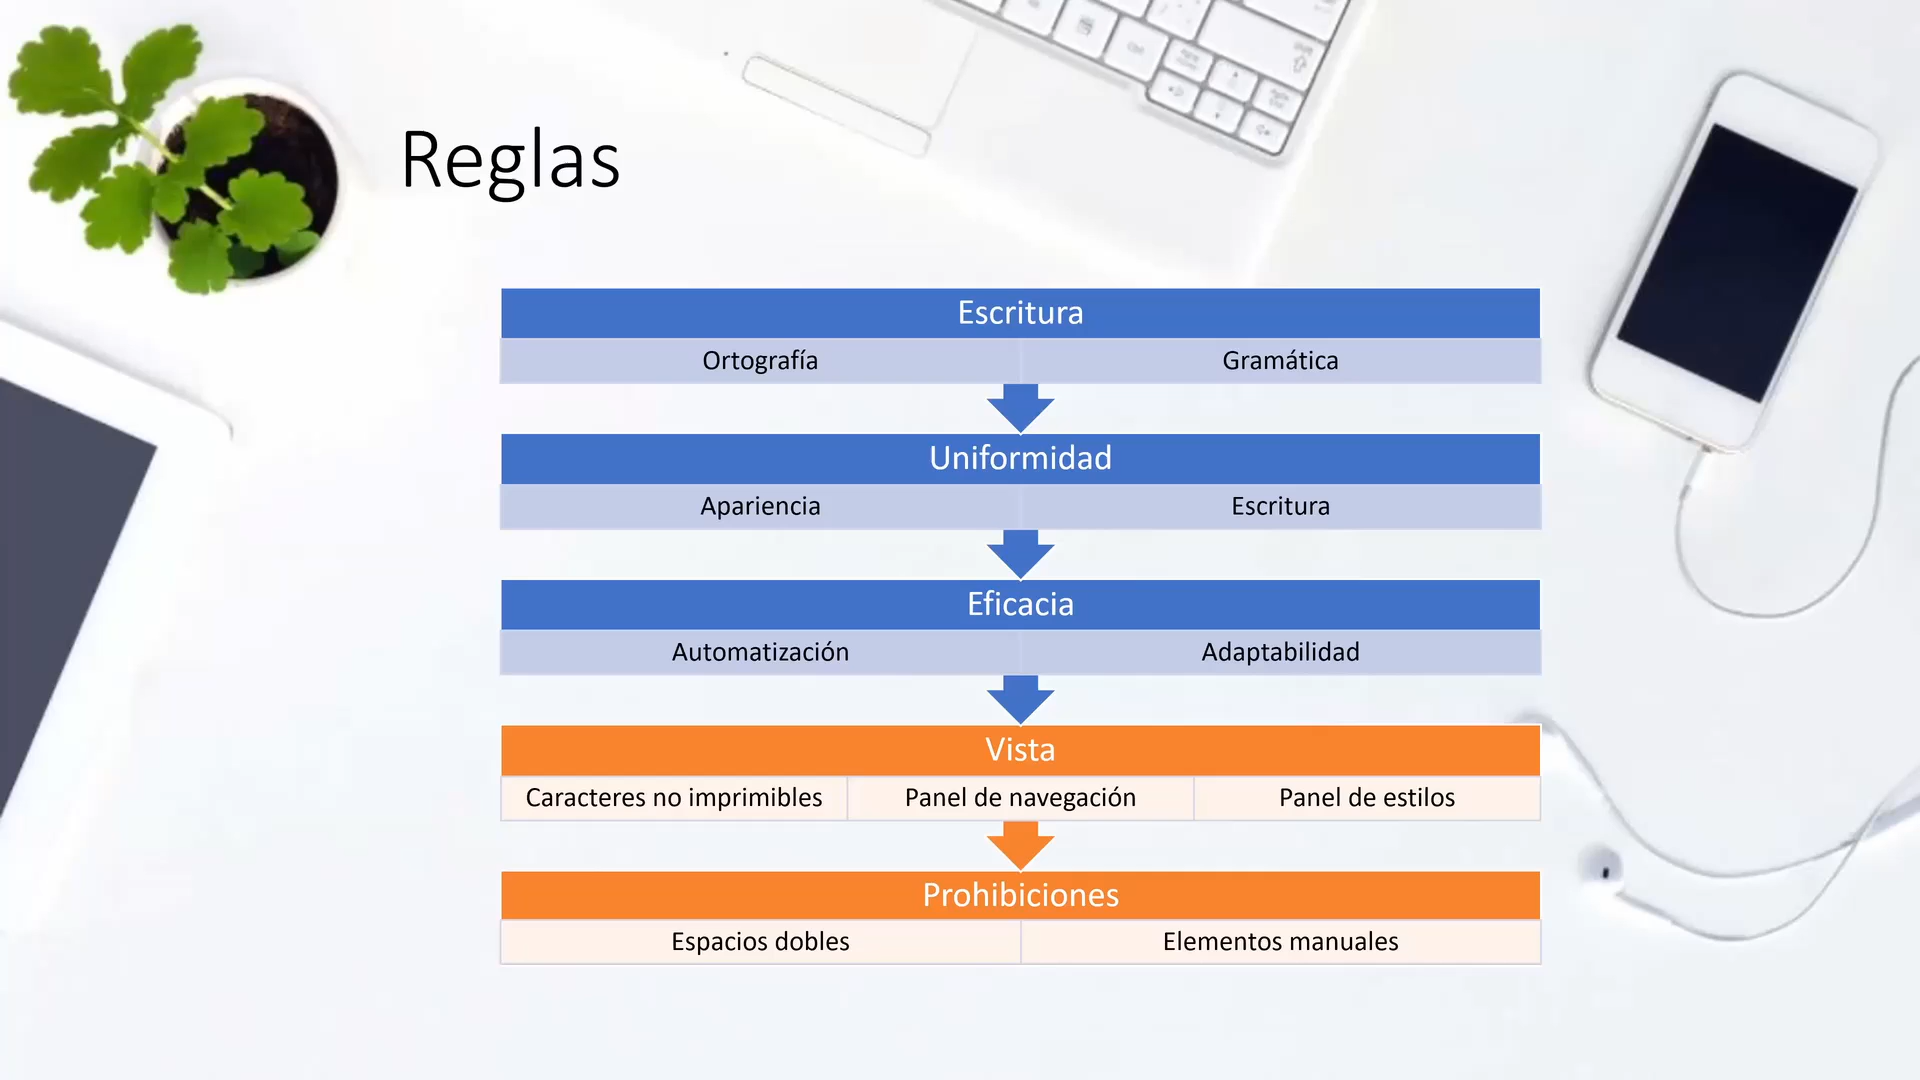 Reglas
Escritura
Ortografía Gramática
Uniformidad
Apariencia Escritura
Eficacia
Automatización Adaptabilidad
Vista
Caracteres no imprimibles Panel de navegación Panel de estilos
Prohibiciones
Espacios dobles Elementos manuales